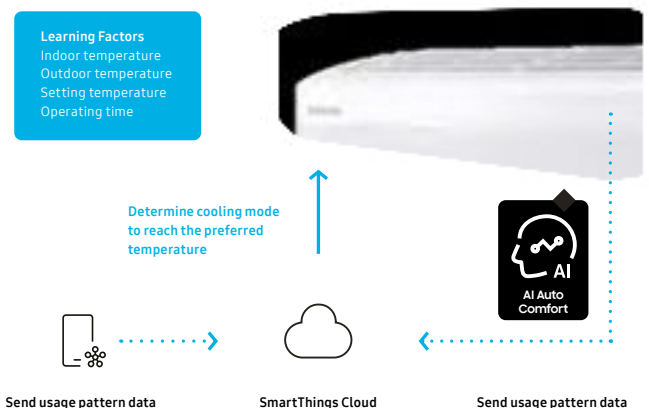 Learning Factors
Indoor temperature
Outdoor temperature
Setting temperature
Operating time
Determine cooling mode
to reach the preferred
temperature
AI
AI Auto
Comfort
Send usage pattern data
SmartThings Cloud
Send usage pattern data